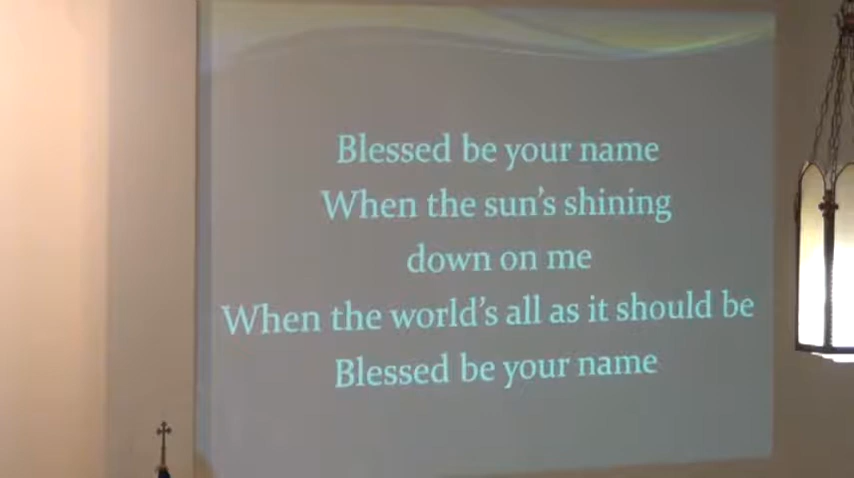 Blessed be your name
When the sun's shining
down on me
When the world's all as it should be
Blessed be your name